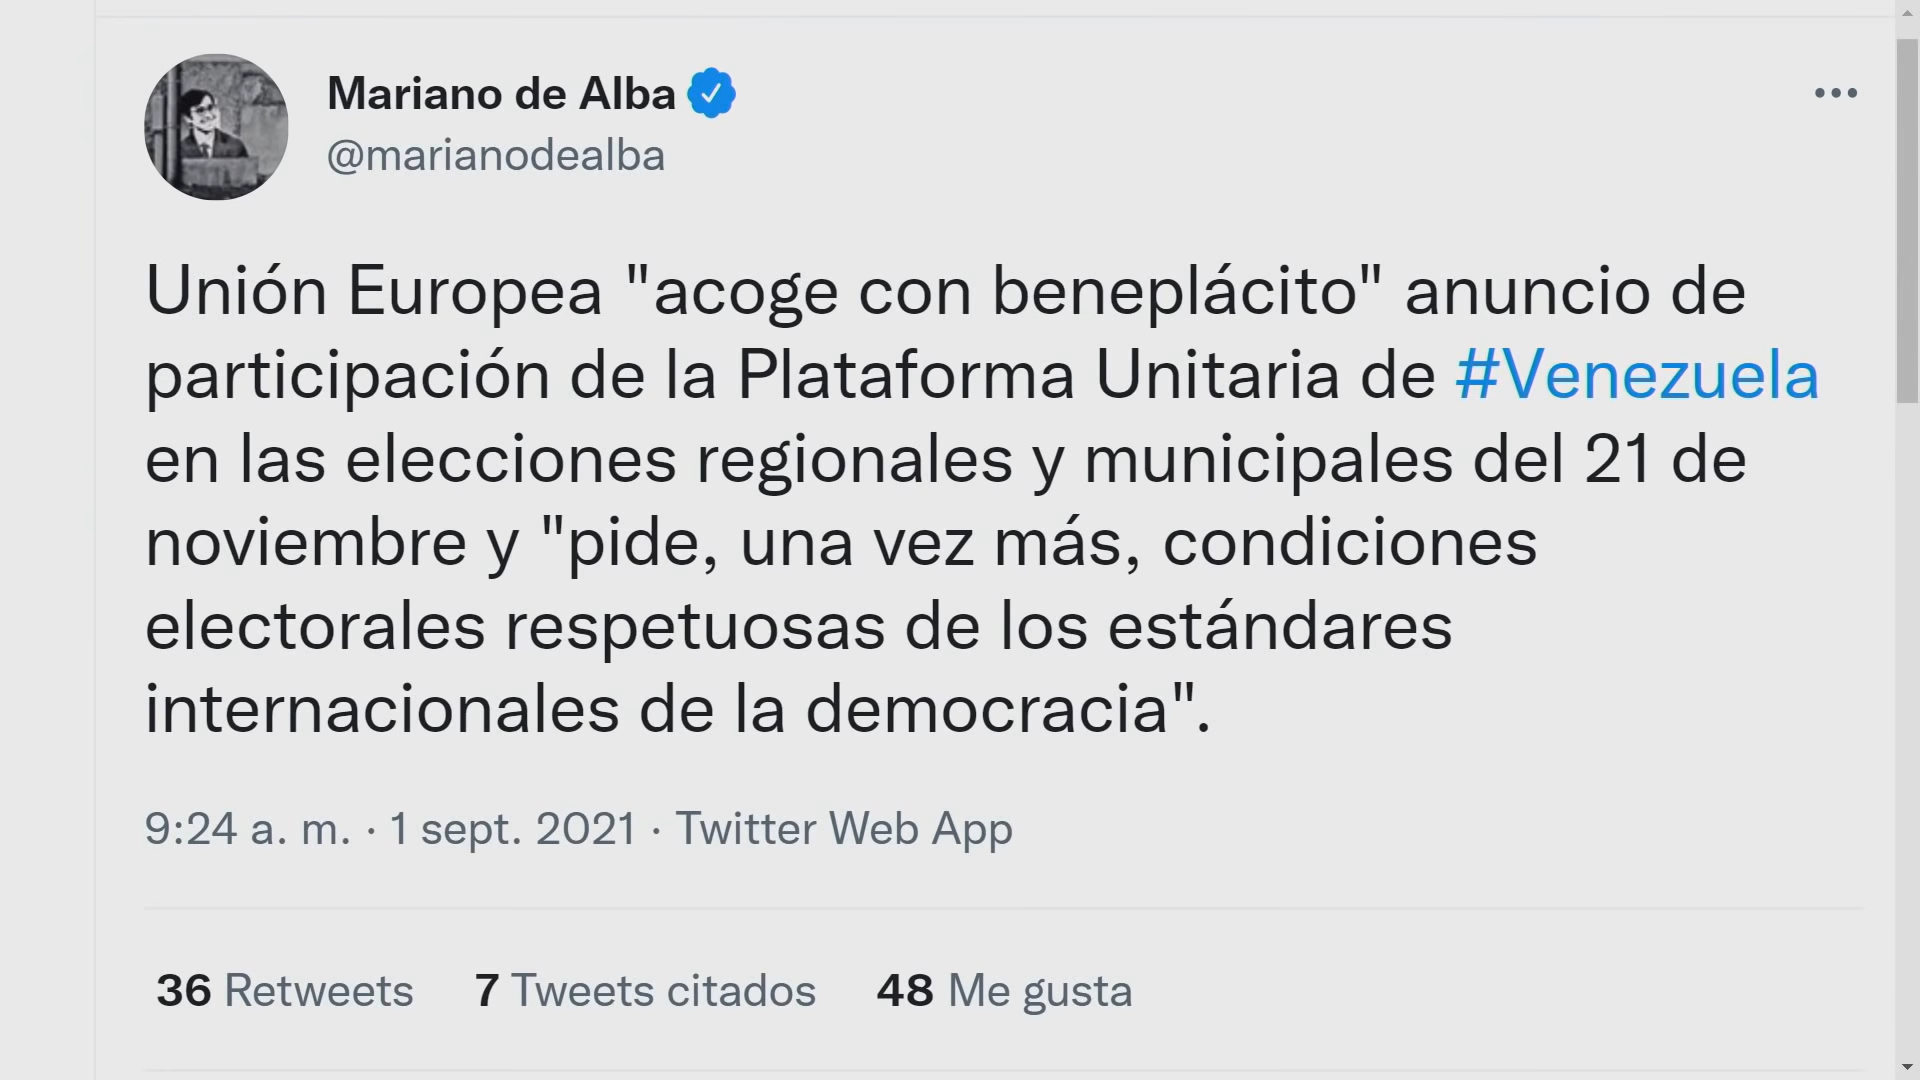 Mariano de Alba
@marianodealba
Unión Europea "acoge con beneplácito" anuncio de
participación de la Plataforma Unitaria de #Venezuela
en las elecciones regionales y municipales del 21 de
noviembre y "pide, una vez más, condiciones
electorales respetuosas de los estándares
internacionales de la democracia".
9:24 a. m. · 1 sept. 2021 · Twitter Web App
36 Retweets 7 Tweets citados 48 Me gusta